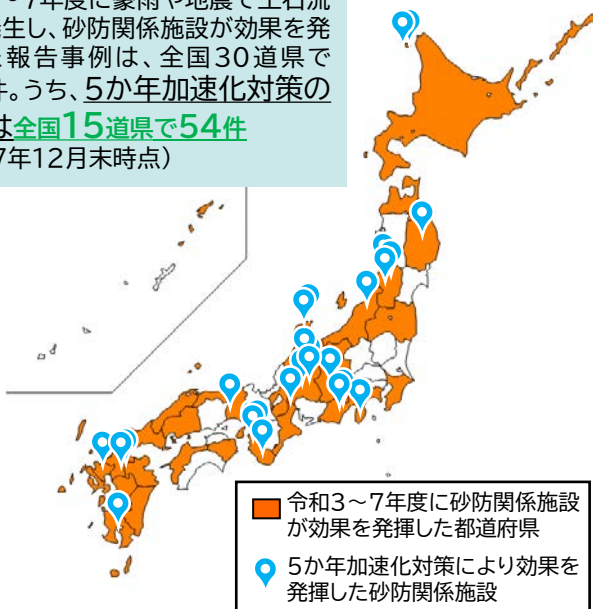 ～7年度に豪雨や地震で土石流
生し、砂防関係施設が効果を発
報告事例は、全国30道県で
件。うち、5か年加速化対策の
は全国15道県で54件
7年12月末時点）
令和3～7年度に砂防関係施設
が効果を発揮した都道府県
5か年加速化対策により効果を
発揮した砂防関係施設